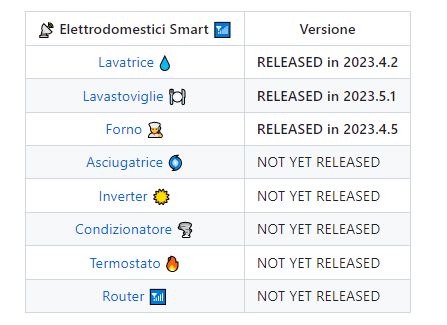 Elettrodomestici Smart Versione
Lavatrice RELEASED in 2023.4.2
Lavastoviglie RELEASED in 2023.5.1
Forno RELEASED in 2023.4.5
Asciugatrice NOT YET RELEASED
Inverter NOT YET RELEASED
Condizionatore NOT YET RELEASED
Termostato NOT YET RELEASED
Router NOT YET RELEASED